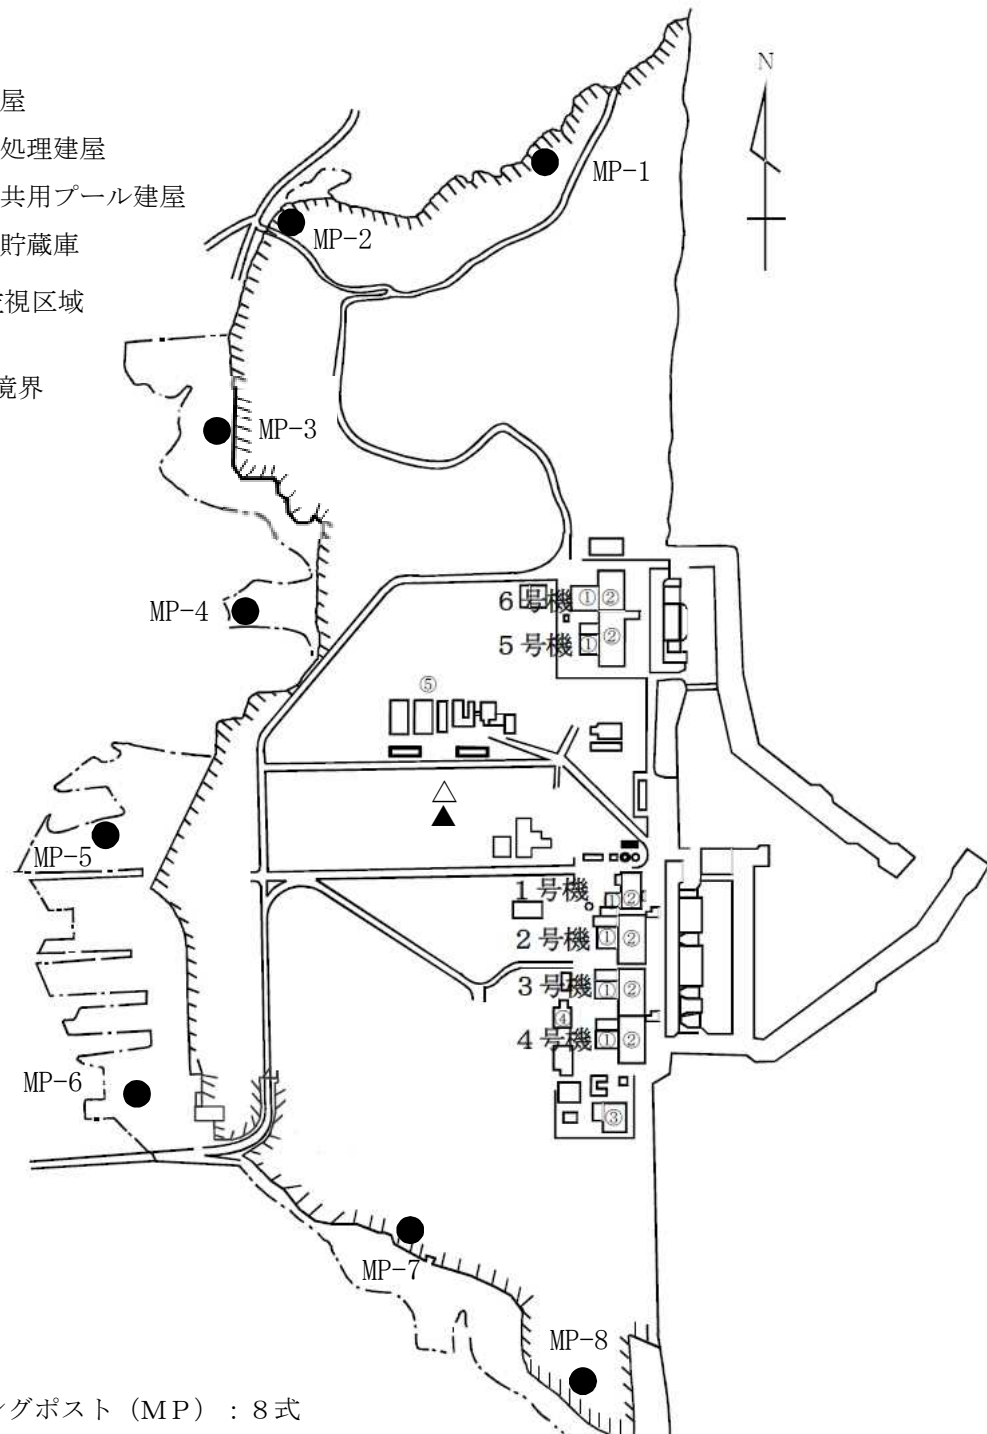 屋
処理建屋
共用プール建屋
貯蔵庫
視区域
境界
N
MP-1
MP-2
MP-3
MP-4
6号機 ① ②
5号機 ① ②
⑤
MP-5
1号機 ① ②
2号機 ① ②
3号機 ① ②
④
4号機 ① ②
MP-6
③
MP-7
MP-8
グポスト（MP）：8式